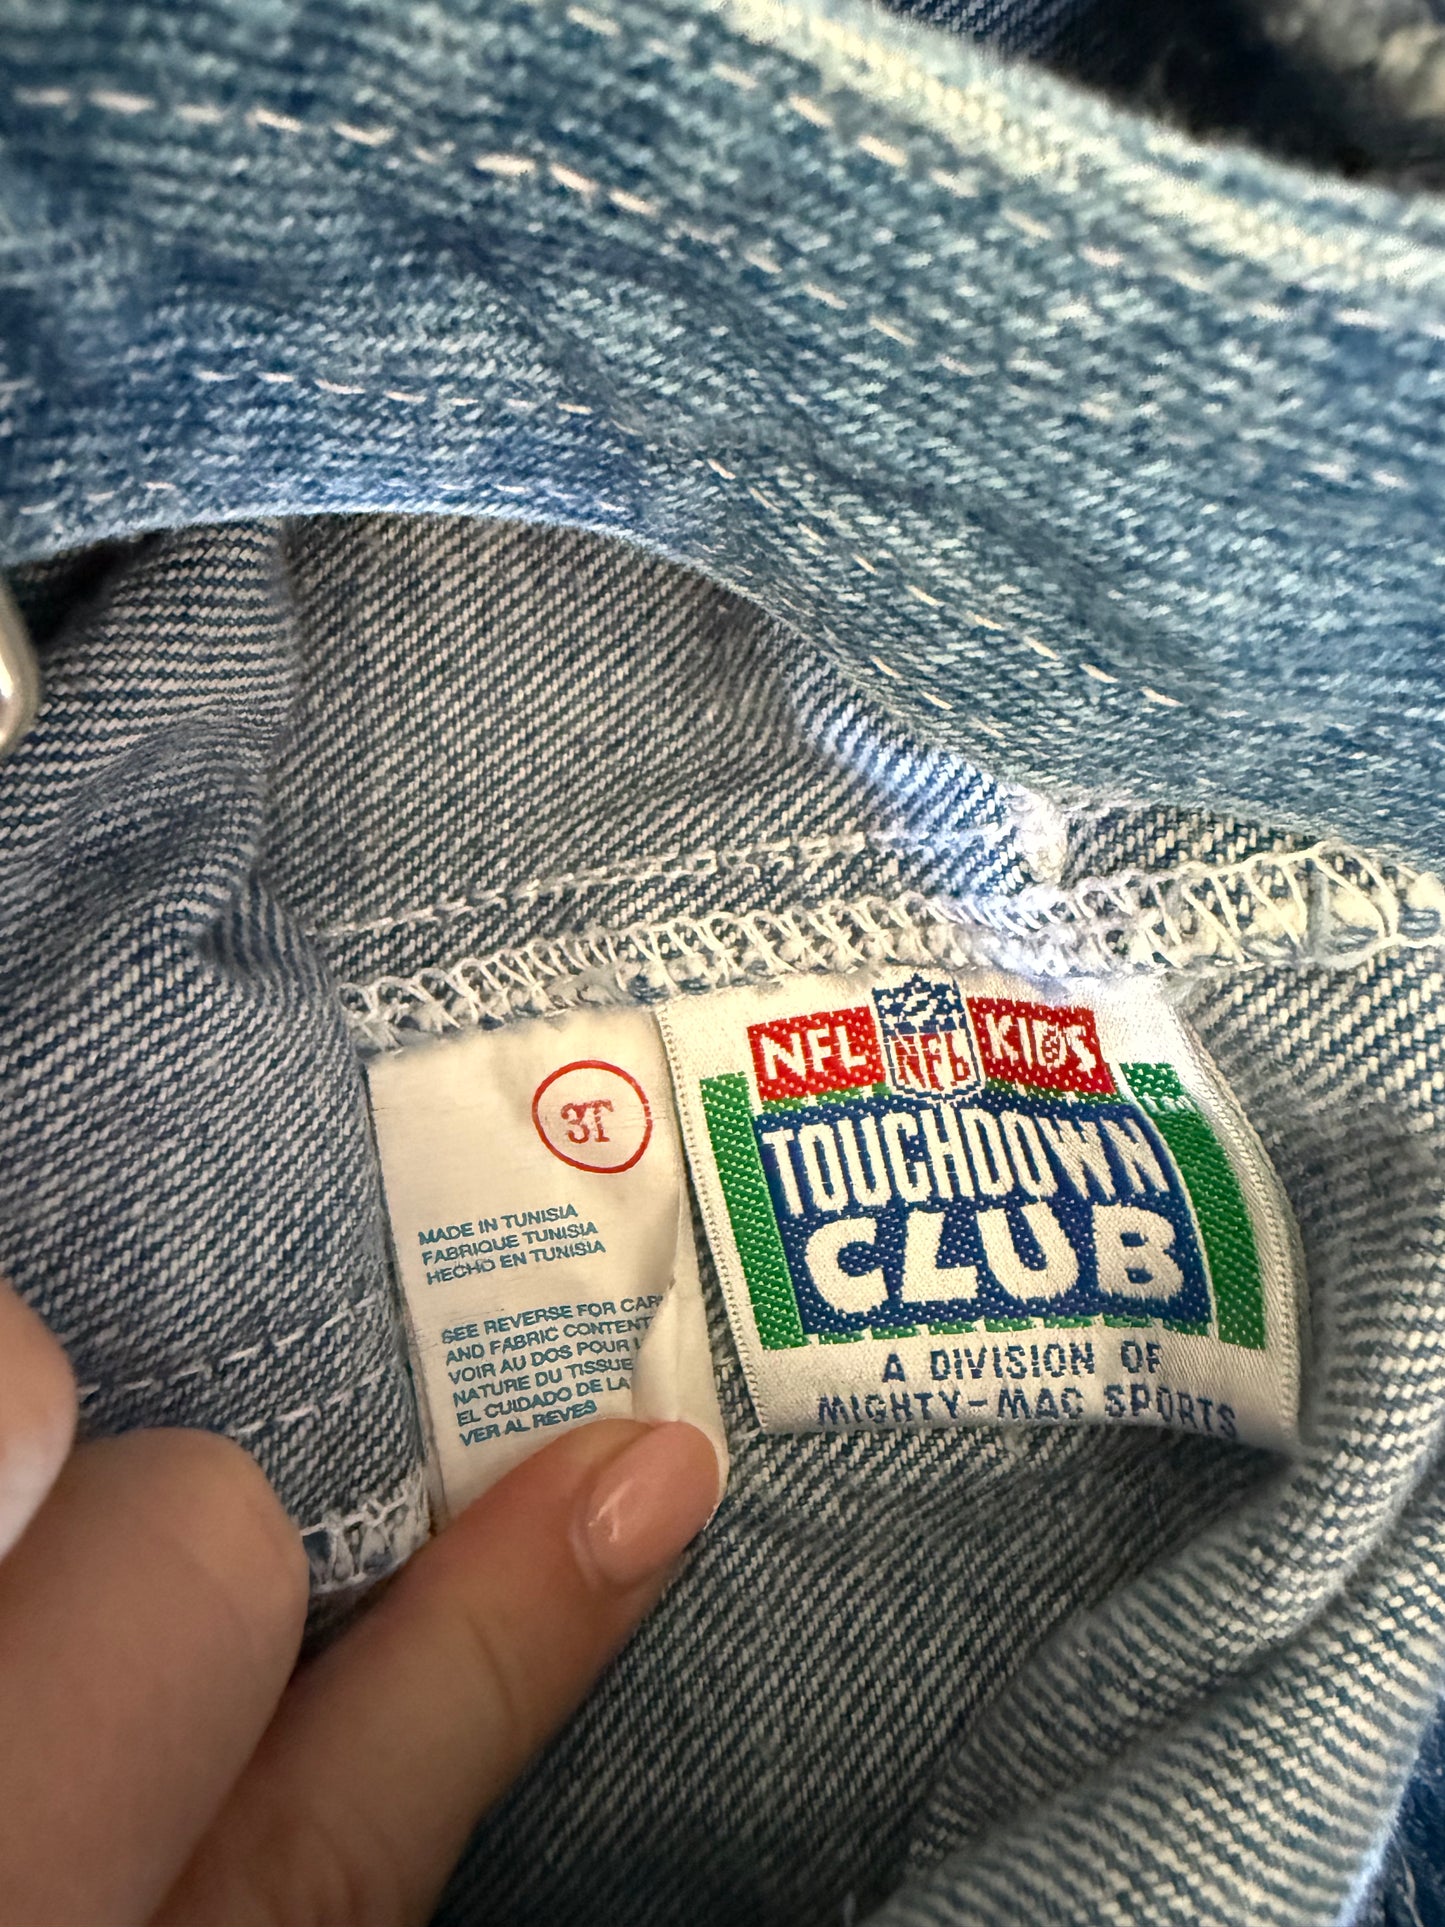 3T
MADE IN TUNISIA
FABRIQUE TUNISIA
HECHO EN TUNISIA
SEE REVERSE FOR
AND FABRIC CONTENT
VOIR AU DOS POUR
NATURE DU TISSUE
EL CUIDADO DE LA
VER AL REVES
NFL NFL KIDS
TOUCHDOWN
CLUB
A DIVISION OF
MIGHTY-MAC SPORTS